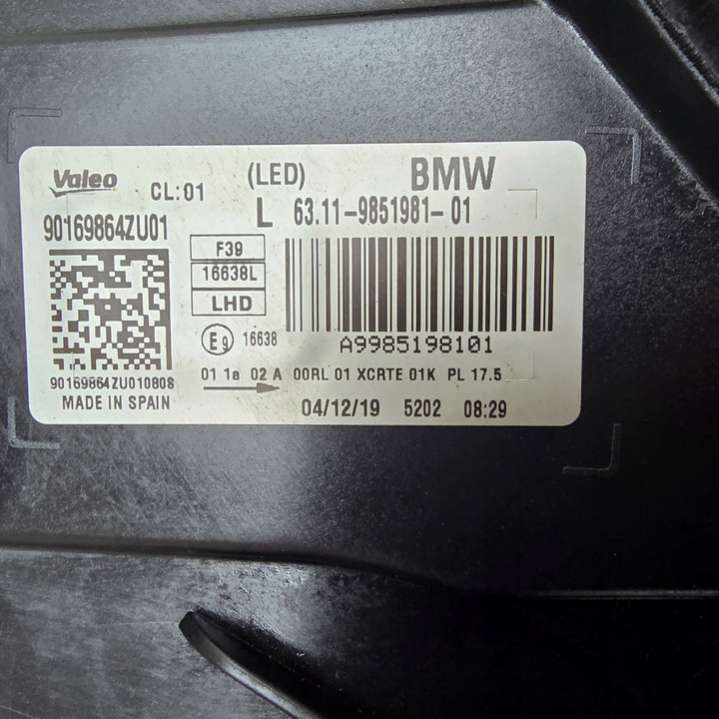 Valeo CL:01 (LED) BMW
90169864ZU01 L 63.11-9851981-01
F39
16638L
LHD
E9 16638 A9985198101
90169864ZU010808 01 1a 02 A 00RL 01 XCRTE 01K PL 17.5
MADE IN SPAIN 04/12/19 5202 08:29